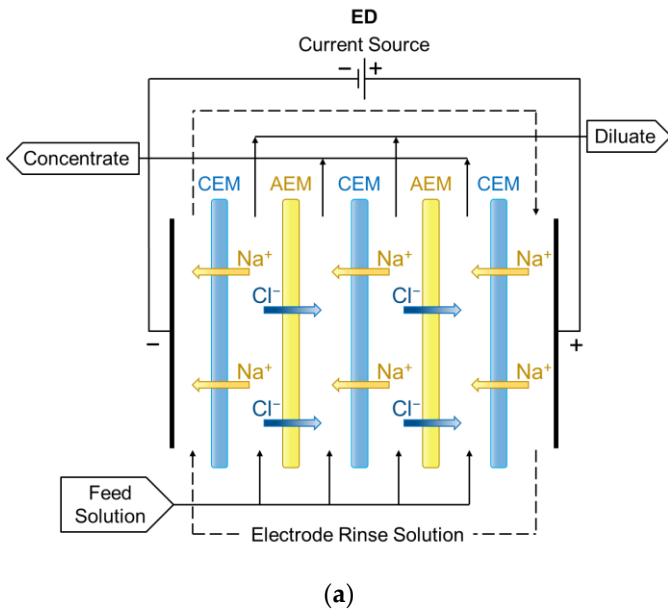 ED
Current Source
− +
Concentrate
Diluate
CEM AEM CEM AEM CEM
Na⁺ Na⁺ Na⁺
Cl⁻ Cl⁻
− +
Na⁺ Na⁺ Na⁺
Cl⁻ Cl⁻
Feed
Solution
Electrode Rinse Solution
(a)